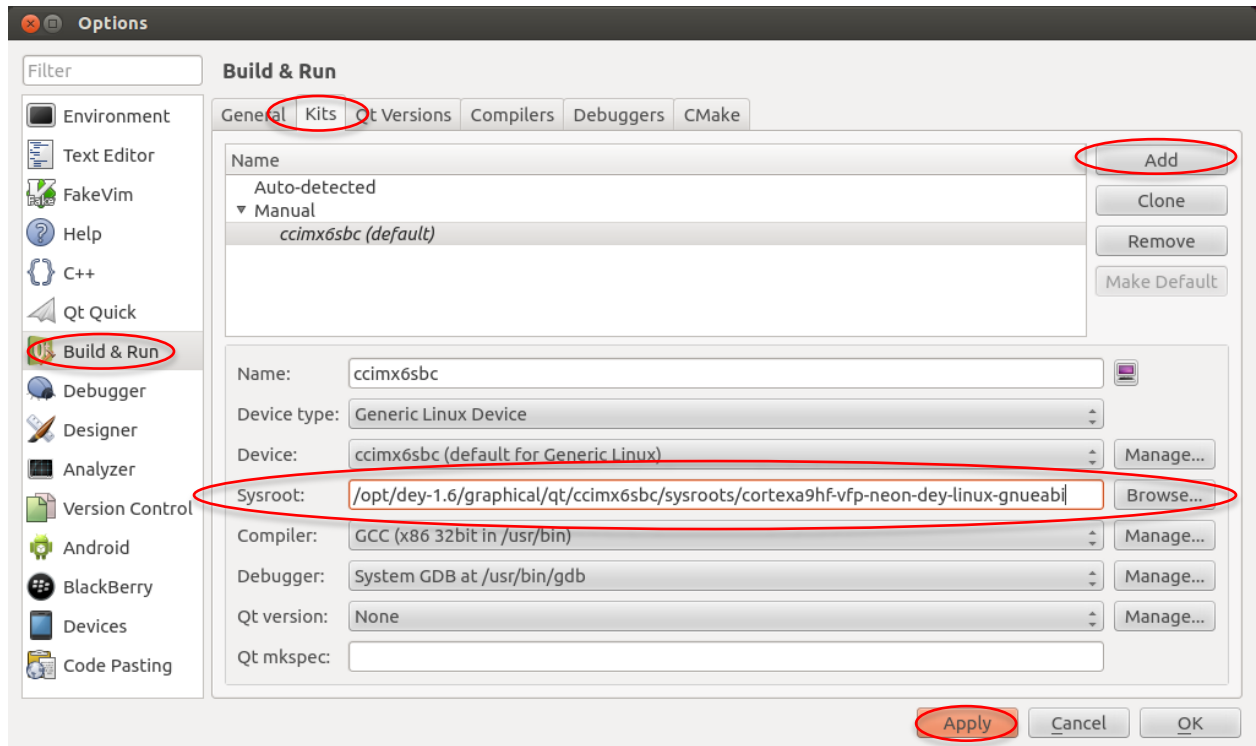 Options
Filter
Environment
Text Editor
FakeVim
Help
C++
Qt Quick
Build & Run
Debugger
Designer
Analyzer
Version Control
Android
BlackBerry
Devices
Code Pasting
Build & Run
General Kits Qt Versions Compilers Debuggers CMake
Name
Auto-detected
Manual
ccimx6sbc (default)
Add
Clone
Remove
Make Default
Name: ccimx6sbc
Device type: Generic Linux Device
Device: ccimx6sbc (default for Generic Linux) Manage...
Sysroot: /opt/dey-1.6/graphical/qt/ccimx6sbc/sysroots/cortexa9hf-vfp-neon-dey-linux-gnueabi Browse...
Compiler: GCC (x86 32bit in /usr/bin) Manage...
Debugger: System GDB at /usr/bin/gdb Manage...
Qt version: None Manage...
Qt mkspec:
Apply Cancel OK